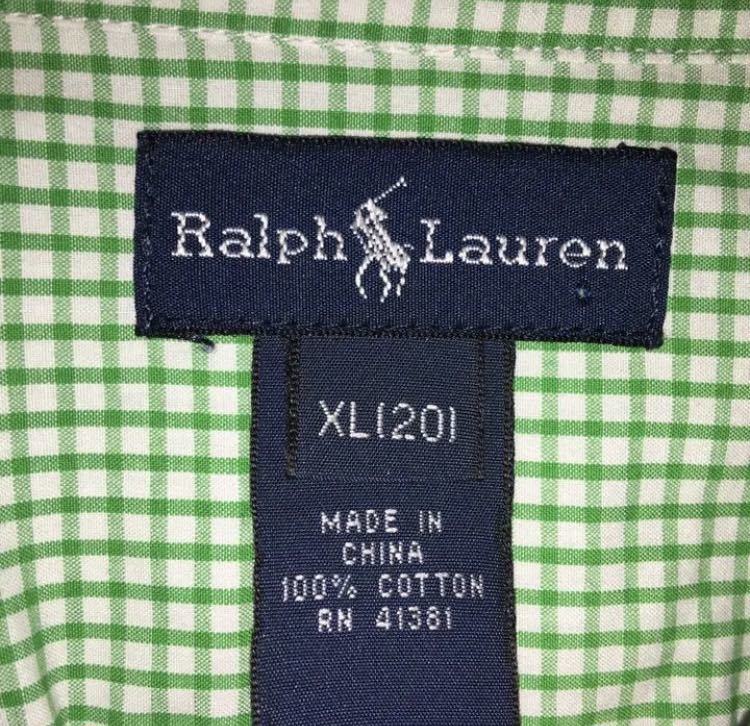 Ralph Lauren
XL(20)
MADE IN
CHINA
100% COTTON
RN 41381